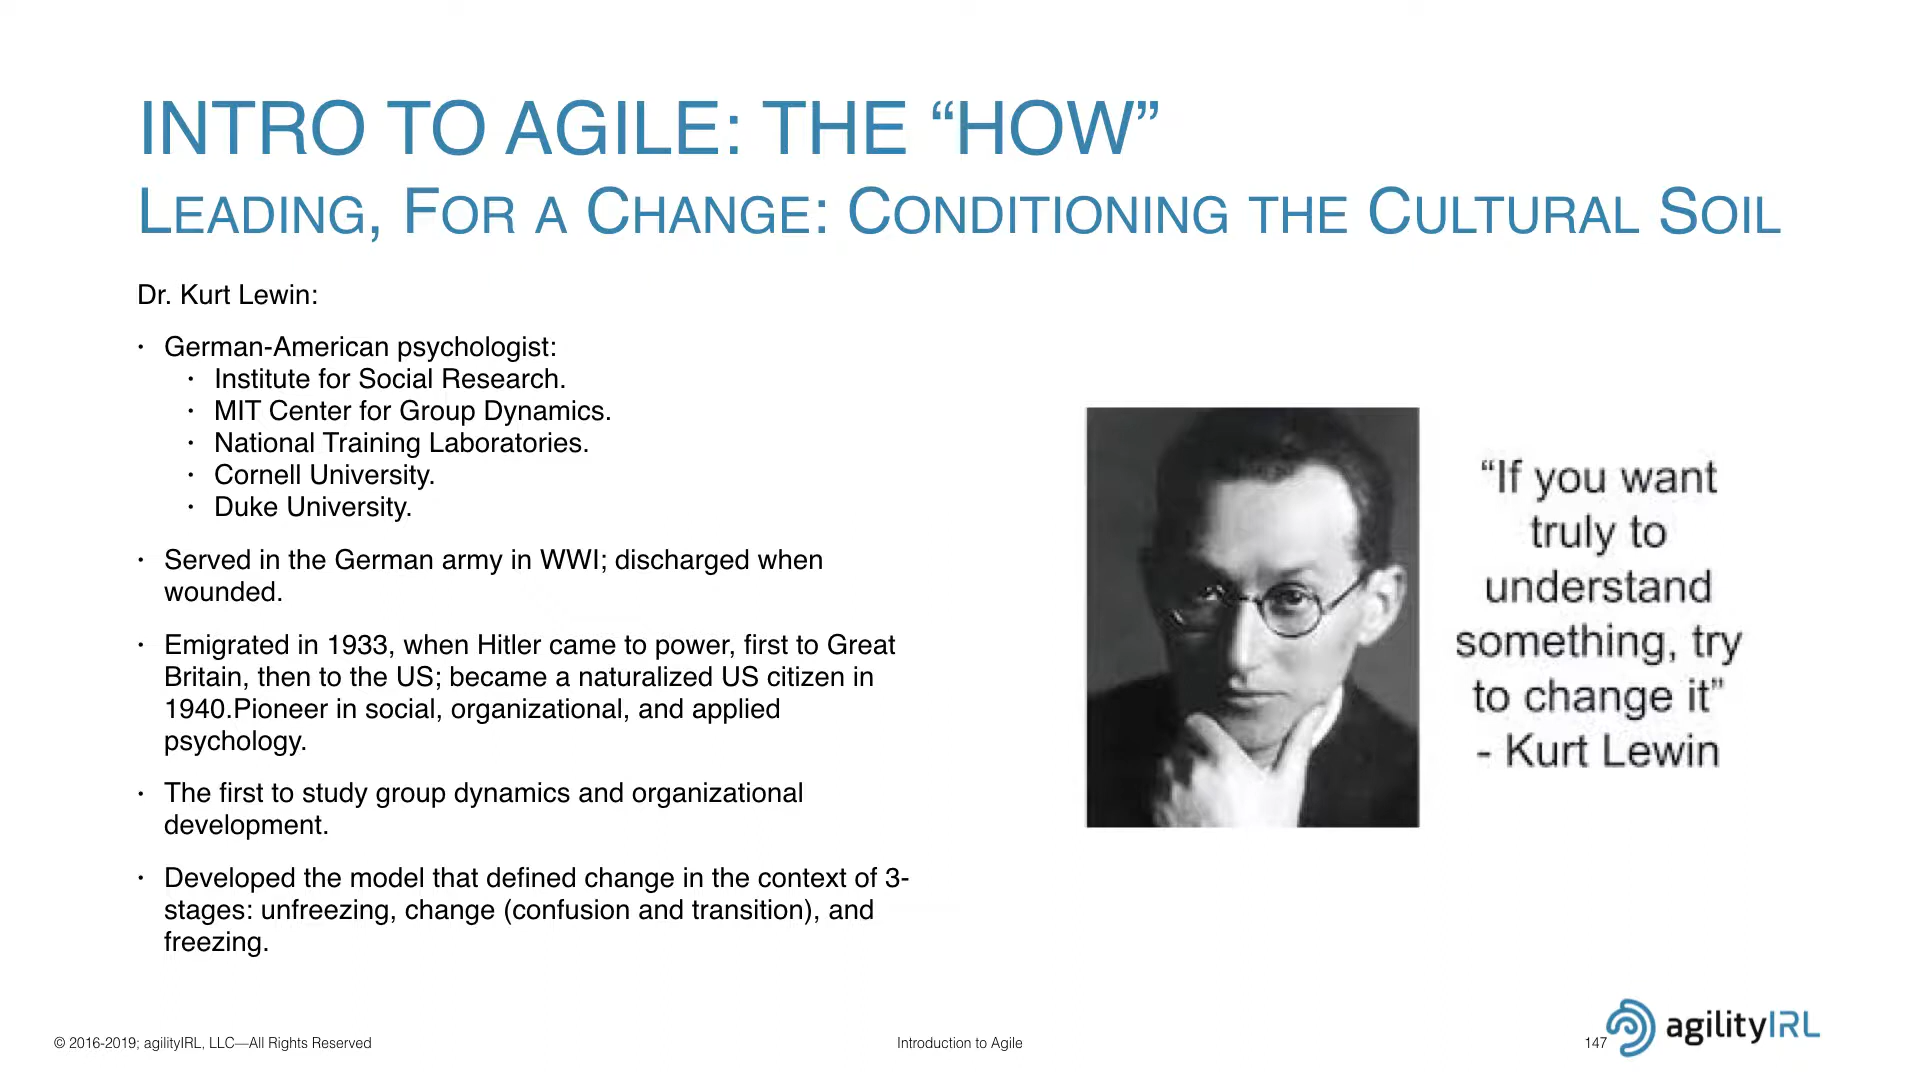 INTRO TO AGILE: THE “HOW”
LEADING, FOR A CHANGE: CONDITIONING THE CULTURAL SOIL
Dr. Kurt Lewin:
• German-American psychologist:
• Institute for Social Research.
• MIT Center for Group Dynamics.
• National Training Laboratories.
• Cornell University.
• Duke University.
• Served in the German army in WWI; discharged when
wounded.
• Emigrated in 1933, when Hitler came to power, first to Great
Britain, then to the US; became a naturalized US citizen in
1940.Pioneer in social, organizational, and applied
psychology.
• The first to study group dynamics and organizational
development.
• Developed the model that defined change in the context of 3-
stages: unfreezing, change (confusion and transition), and
freezing.
“If you want
truly to
understand
something, try
to change it”
- Kurt Lewin
© 2016-2019; agilityIRL, LLC—All Rights Reserved
Introduction to Agile
147
agilityIRL